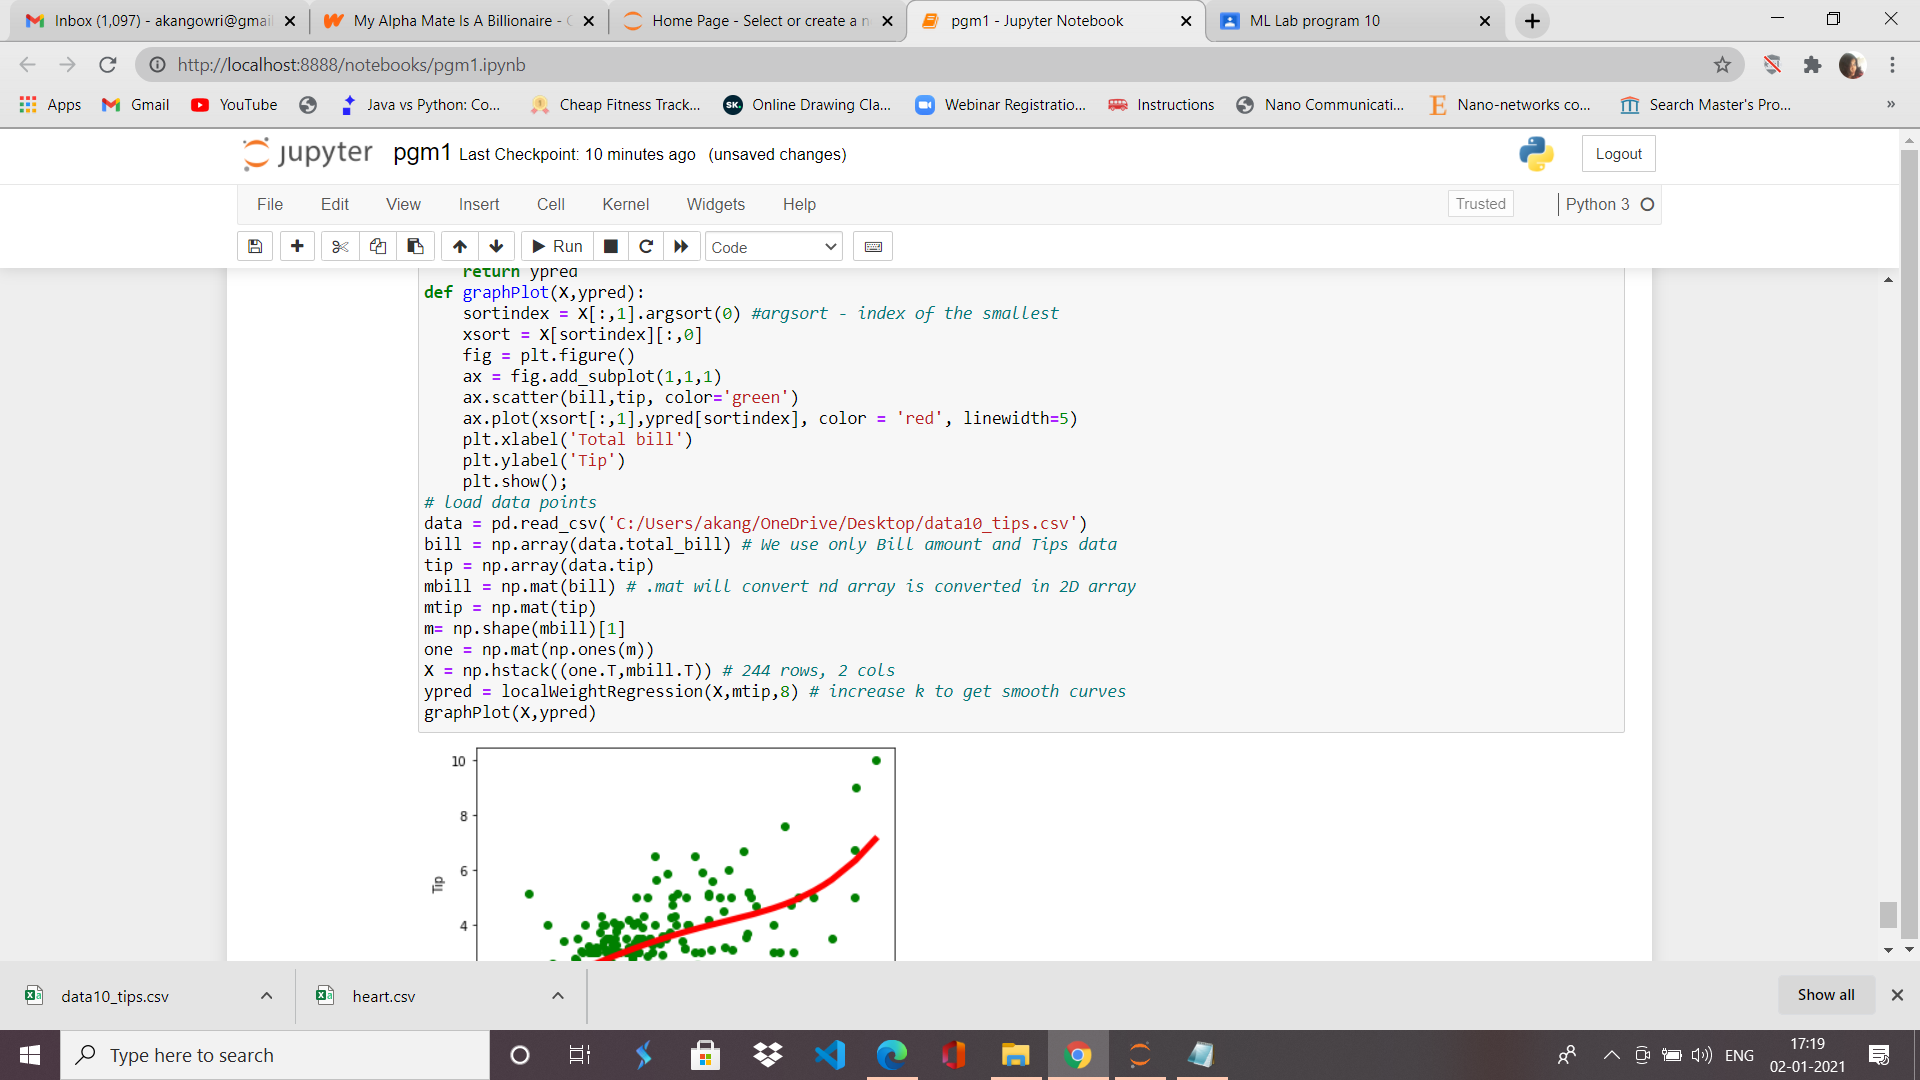 Inbox (1,097) - akangowri@gmai
My Alpha Mate Is A Billionaire -
Home Page - Select or create a n
pgm1 - Jupyter Notebook
ML Lab program 10
http://localhost:8888/notebooks/pgm1.ipynb
Apps
Gmail
YouTube
Java vs Python: Co...
Cheap Fitness Track...
SK.
Online Drawing Cla...
Webinar Registratio...
Instructions
Nano Communicati...
E
Nano-networks co...
Search Master's Pro...
»
jupyter pgm1 Last Checkpoint: 10 minutes ago (unsaved changes)
Logout
File Edit View Insert Cell Kernel Widgets Help
Trusted
Python 3
Run
Code
return ypred
def graphPlot(X,ypred):
sortindex = X[:,1].argsort(0) #argsort - index of the smallest
xsort = X[sortindex][:,0]
fig = plt.figure()
ax = fig.add_subplot(1,1,1)
ax.scatter(bill,tip, color='green')
ax.plot(xsort[:,1],ypred[sortindex], color = 'red', linewidth=5)
plt.xlabel('Total bill')
plt.ylabel('Tip')
plt.show();
# load data points
data = pd.read_csv('C:/Users/akang/OneDrive/Desktop/data10_tips.csv')
bill = np.array(data.total_bill) # We use only Bill amount and Tips data
tip = np.array(data.tip)
mbill = np.mat(bill) # .mat will convert nd array is converted in 2D array
mtip = np.mat(tip)
m= np.shape(mbill)[1]
one = np.mat(np.ones(m))
X = np.hstack((one.T,mbill.T)) # 244 rows, 2 cols
ypred = localWeightRegression(X,mtip,8) # increase k to get smooth curves
graphPlot(X,ypred)
10
8
6
Tip
4
data10_tips.csv
heart.csv
Show all
Type here to search
ENG
17:19
02-01-2021